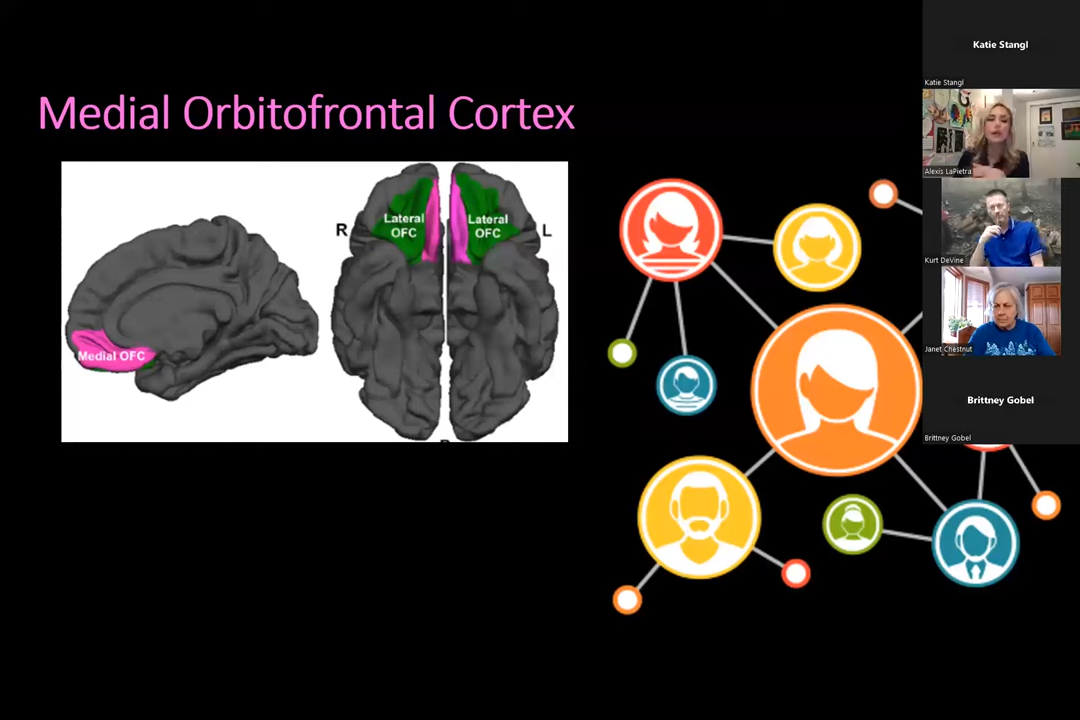 Medial Orbitofrontal Cortex
R
Lateral
OFC
Lateral
OFC
L
Medial OFC
Katie Stangl
Katie Stangl
Alexis LaPietra
Kurt DeVine
Janet Chestnut
Brittney Gobel
Brittney Gobel